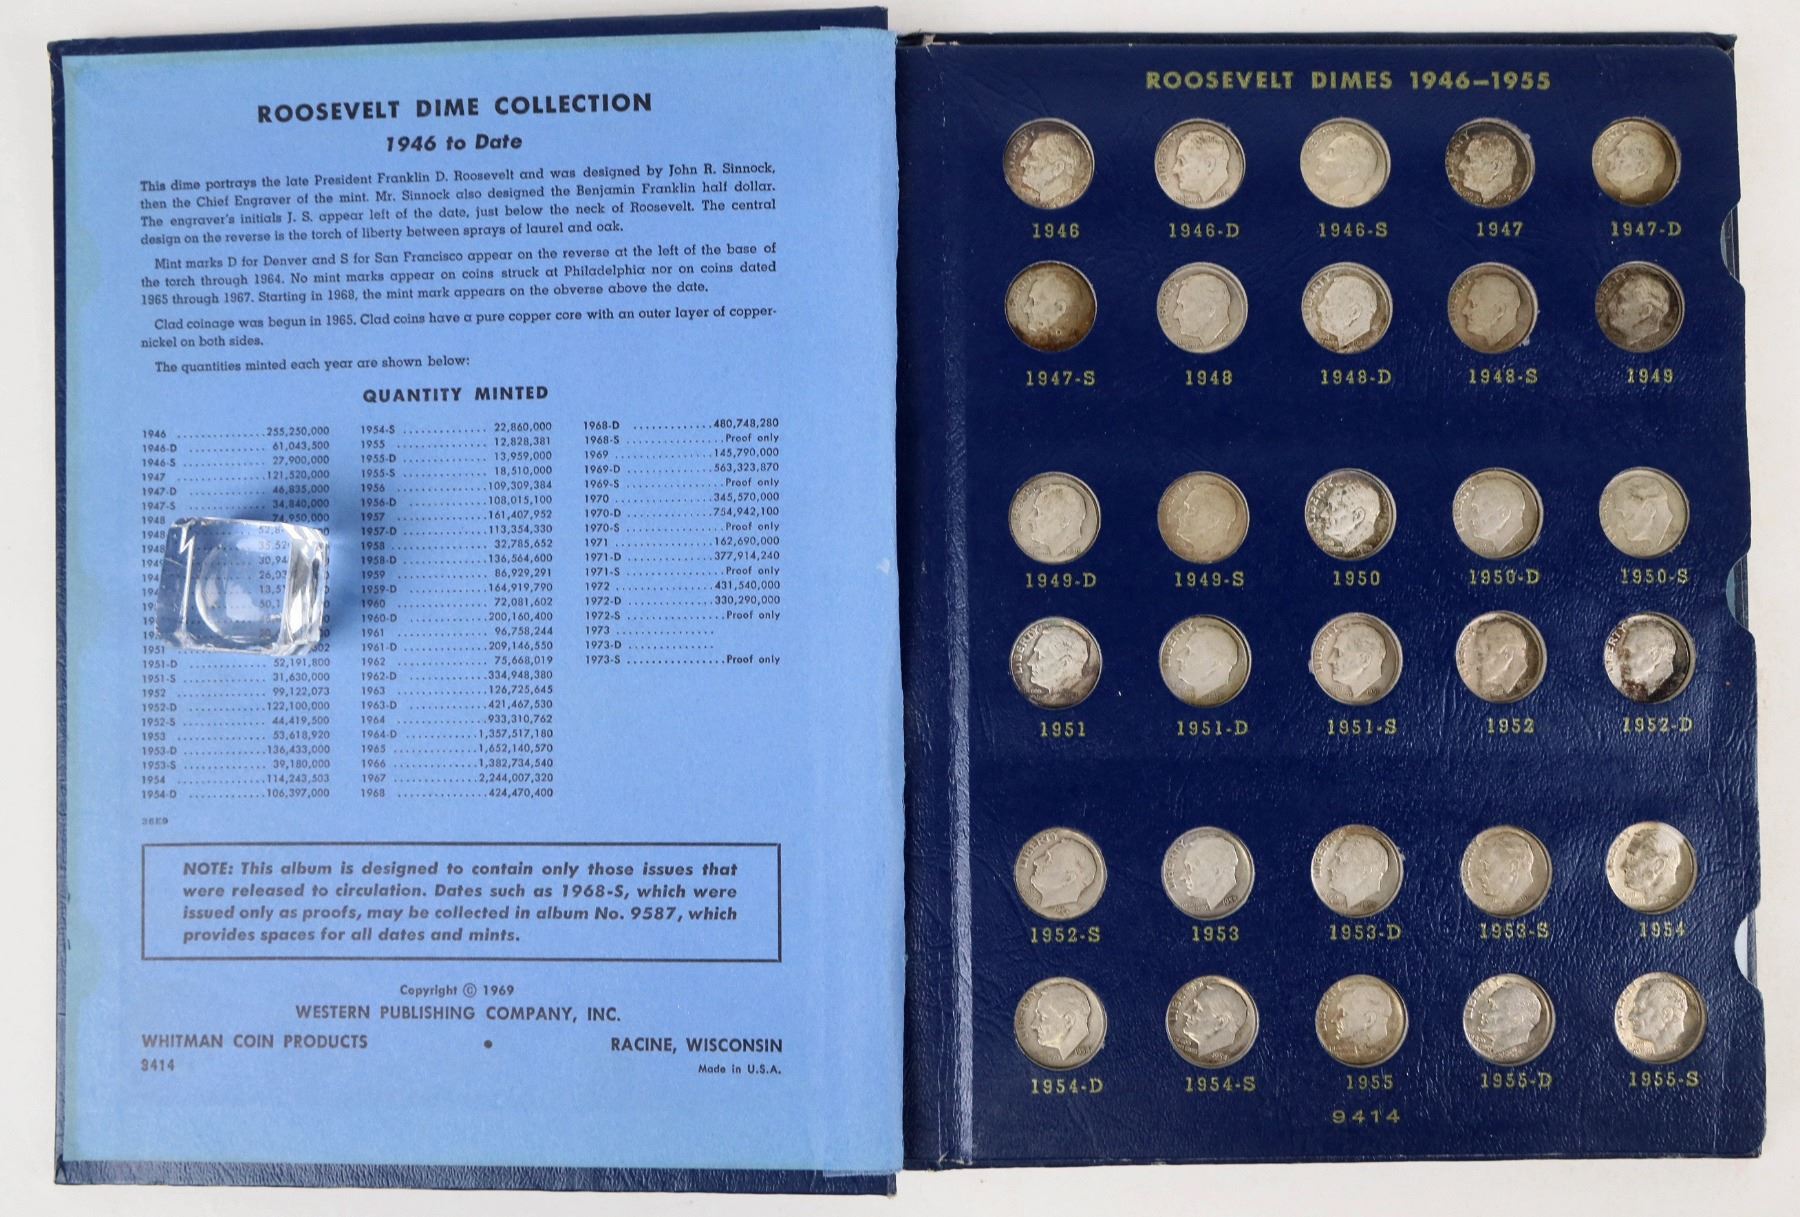 ROOSEVELT DIME COLLECTION
1946 to Date
This dime portrays the late President Franklin D. Roosevelt and was designed by John R. Sinnock,
then the Chief Engraver of the mint. Mr. Sinnock also designed the Benjamin Franklin half dollar.
The engraver's initials J. S. appear left of the date, just below the neck of Roosevelt. The central
design on the reverse is the torch of liberty between sprays of laurel and oak.
Mint marks D for Denver and S for San Francisco appear on the reverse at the left of the base of
the torch through 1964. No mint marks appear on coins struck at Philadelphia nor on coins dated
1965 through 1967. Starting in 1968, the mint mark appears on the obverse above the date.
Clad coinage was begun in 1965. Clad coins have a pure copper core with an outer layer of copper-
nickel on both sides.
The quantities minted each year are shown below:
QUANTITY MINTED
1946 .............255,250,000
1946-D ............ 61,043,500
1946-S ............ 27,900,000
1947 .............121,520,000
1947-D ............ 46,835,000
1947-S ............ 34,840,000
1948 74,950,000
1951
1951-D ............ 52,191,800
1951-S ............ 31,630,000
1952 ............ 99,122,073
1952-D ............122,100,000
1952-S ............ 44,419,500
1953 ............ 53,618,920
1953-D ............136,433,000
1953-S ............ 39,180,000
1954 .............114,243,503
1954-D ............106,397,000
36E9
1954-S ............. 22,860,000
1955 ............... 12,828,381
1955-D ............. 13,959,000
1955-S ............. 18,510,000
1956 ...............109,309,384
1956-D .............108,015,100
1957 ...............161,407,952
1957-D .............113,354,330
1958 ............... 32,785,652
1958-D .............136,564,600
1959 ............... 86,929,291
1959-D .............164,919,790
1960 ............... 72,081,602
1960-D .............200,160,400
1961 ............... 96,758,244
1961-D .............209,146,550
1962 ............... 75,668,019
1962-D .............334,948,380
1963 ...............126,725,645
1963-D .............421,467,530
1964 ...............933,310,762
1964-D ............1,357,517,180
1965 ..............1,652,140,570
1966 ..............1,382,734,540
1967 ..............2,244,007,320
1968 ...............424,470,400
1968-D ............480,748,280
1968-S ..............Proof only
1969 ..............145,790,000
1969-D ............563,323,870
1969-S ..............Proof only
1970 ..............345,570,000
1970-D ............754,942,100
1970-S ..............Proof only
1971 ..............162,690,000
1971-D ............377,914,240
1971-S ..............Proof only
1972 ..............431,540,000
1972-D ............330,290,000
1972-S ..............Proof only
1973 ..............
1973-D ............
1973-S ..............Proof only
NOTE: This album is designed to contain only those issues that
were released to circulation. Dates such as 1968-S, which were
issued only as proofs, may be collected in album No. 9587, which
provides spaces for all dates and mints.
Copyright © 1969
WESTERN PUBLISHING COMPANY, INC.
WHITMAN COIN PRODUCTS • RACINE, WISCONSIN
9414 Made in U.S.A.
ROOSEVELT DIMES 1946–1955
1946 1946-D 1946-S 1947 1947-D
1947-S 1948 1948-D 1948-S 1949
1949-D 1949-S 1950 1950-D 1950-S
1951 1951-D 1951-S 1952 1952-D
1952-S 1953 1953-D 1953-S 1954
1954-D 1954-S 1955 1955-D 1955-S
9414